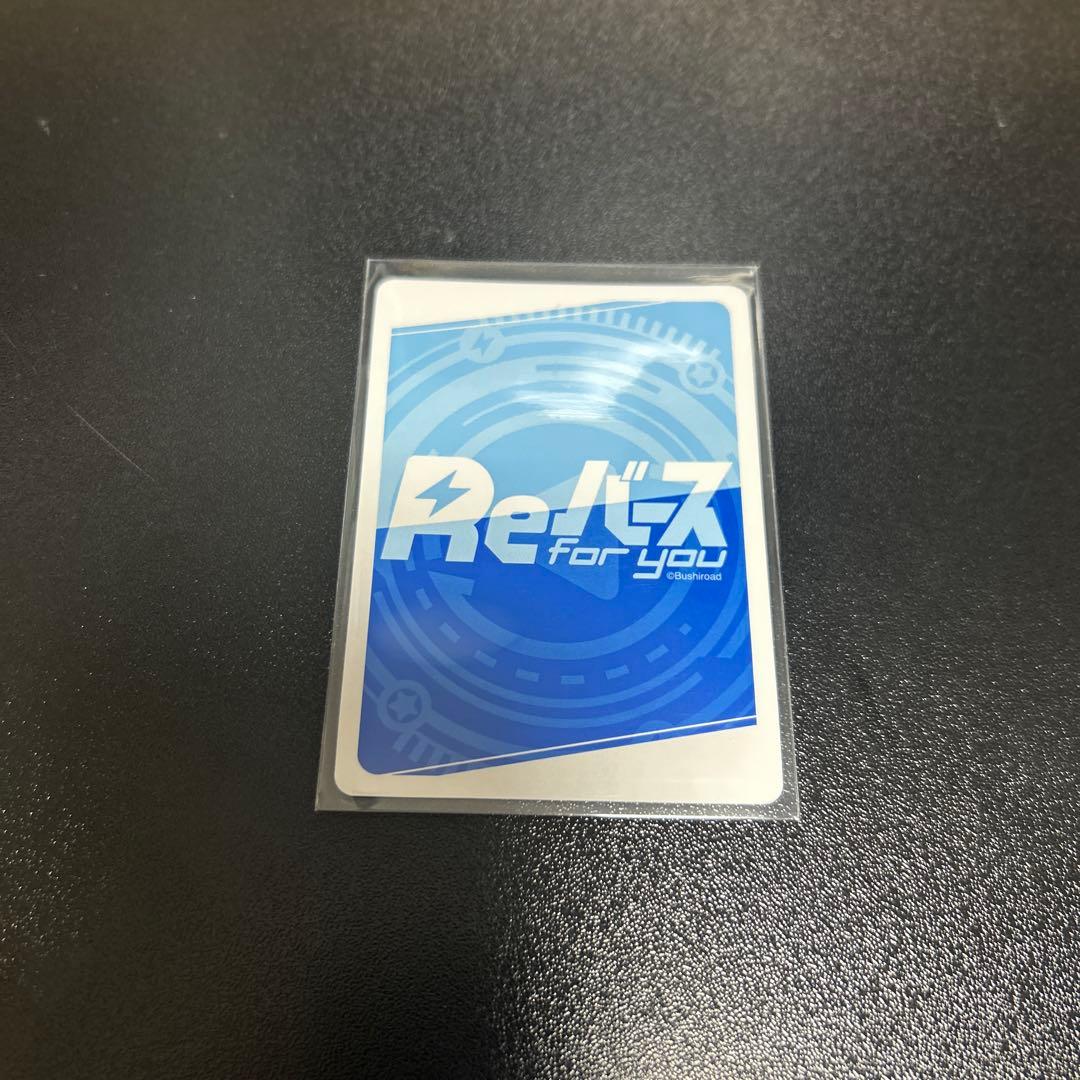 Reバース
for you
©Bushiroad